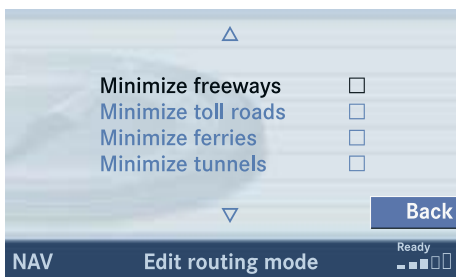 Minimize freeways
Minimize toll roads
Minimize ferries
Minimize tunnels
Back
NAV Edit routing mode Ready